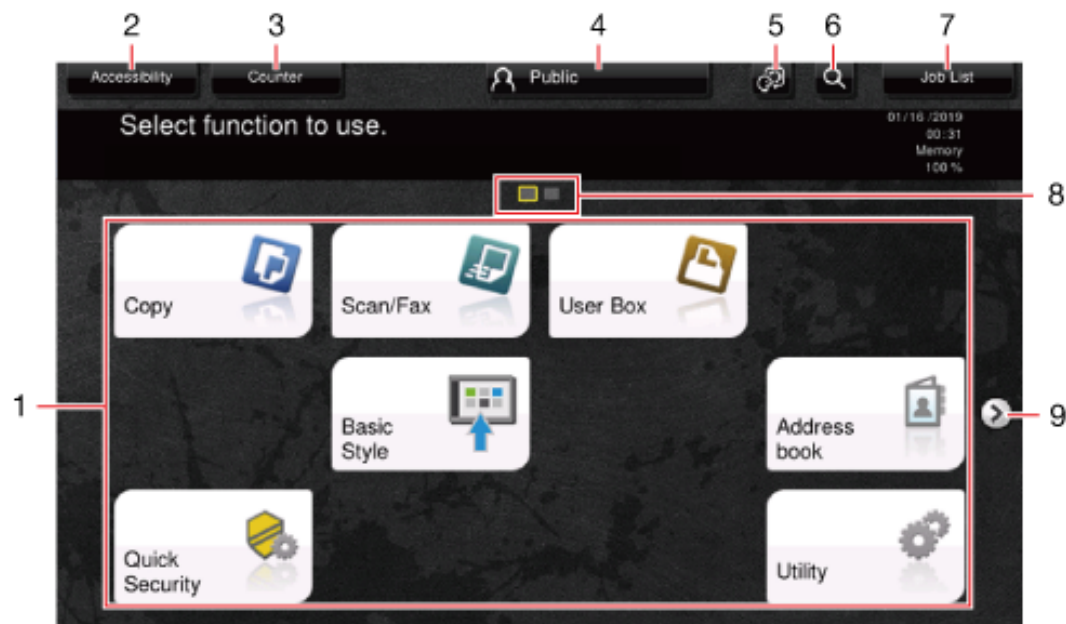 2 3 4 5 6 7
Accessibility Counter Public Job List
Select function to use.
01/16/2019
00:31
Memory
100 %
8
Copy Scan/Fax User Box
1
9
Basic
Style
Address
book
Quick
Security
Utility